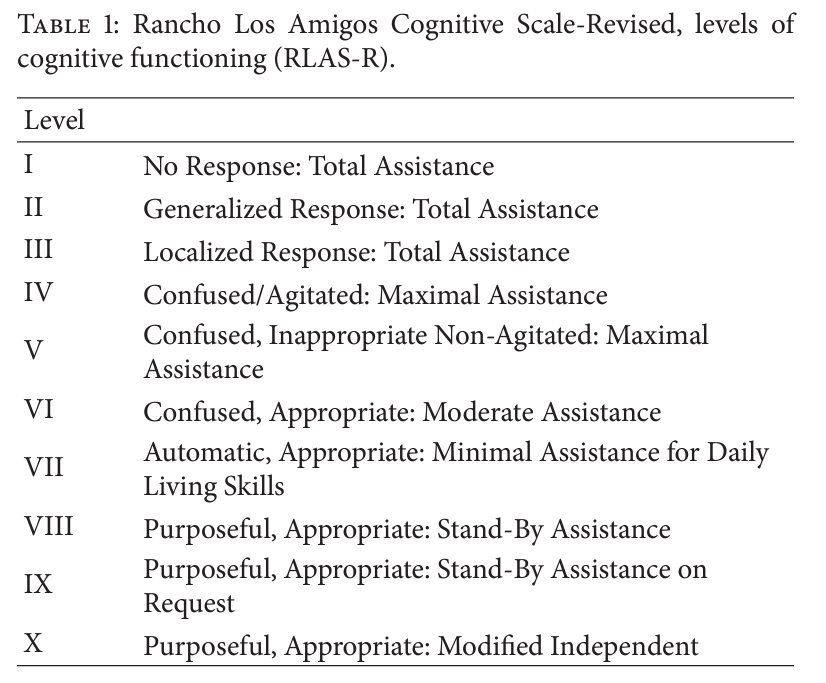 TABLE 1: Rancho Los Amigos Cognitive Scale-Revised, levels of
cognitive functioning (RLAS-R).
Level
I No Response: Total Assistance
II Generalized Response: Total Assistance
III Localized Response: Total Assistance
IV Confused/Agitated: Maximal Assistance
V Confused, Inappropriate Non-Agitated: Maximal
Assistance
VI Confused, Appropriate: Moderate Assistance
VII Automatic, Appropriate: Minimal Assistance for Daily
Living Skills
VIII Purposeful, Appropriate: Stand-By Assistance
IX Purposeful, Appropriate: Stand-By Assistance on
Request
X Purposeful, Appropriate: Modified Independent